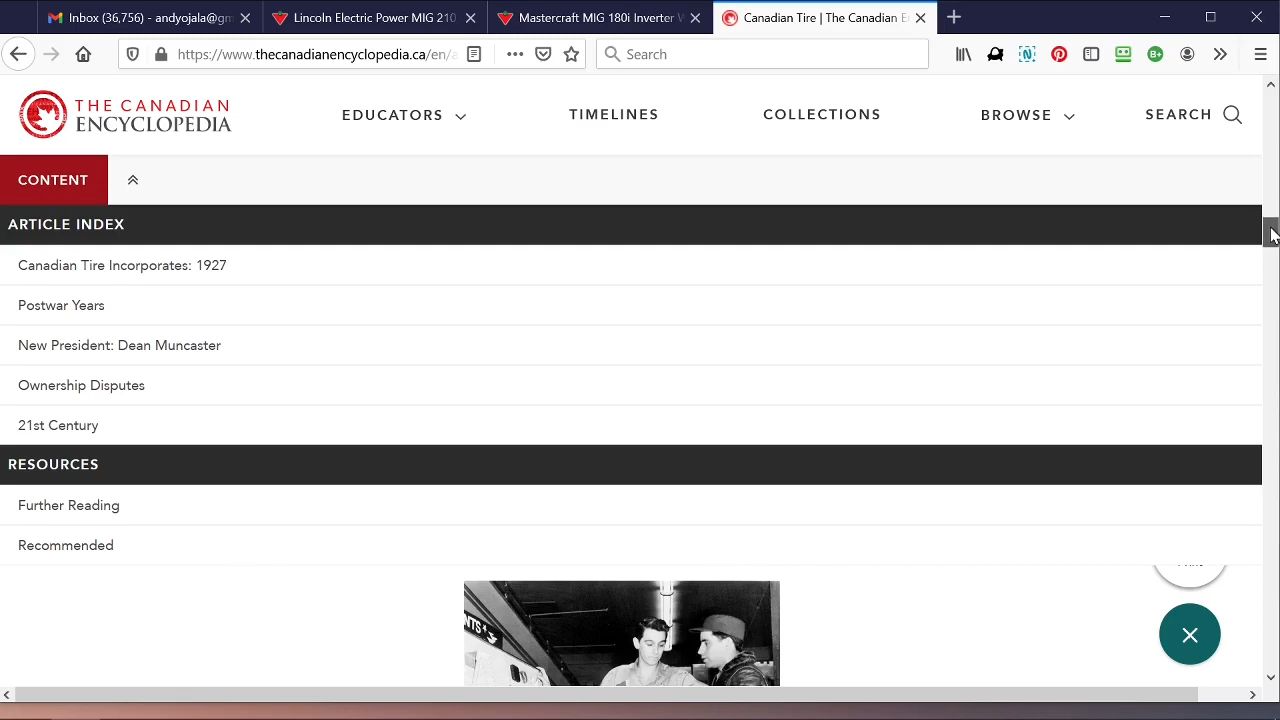 Inbox (36,756) - andyojale@gm
Lincoln Electric Power MIG 210
Mastercraft MIG 180i Inverter W
Canadian Tire | The Canadian E
https://www.thecanadianencyclopedia.ca/en/a
Search
THE CANADIAN
ENCYCLOPEDIA
EDUCATORS
TIMELINES
COLLECTIONS
BROWSE
SEARCH
CONTENT
ARTICLE INDEX
Canadian Tire Incorporates: 1927
Postwar Years
New President: Dean Muncaster
Ownership Disputes
21st Century
RESOURCES
Further Reading
Recommended